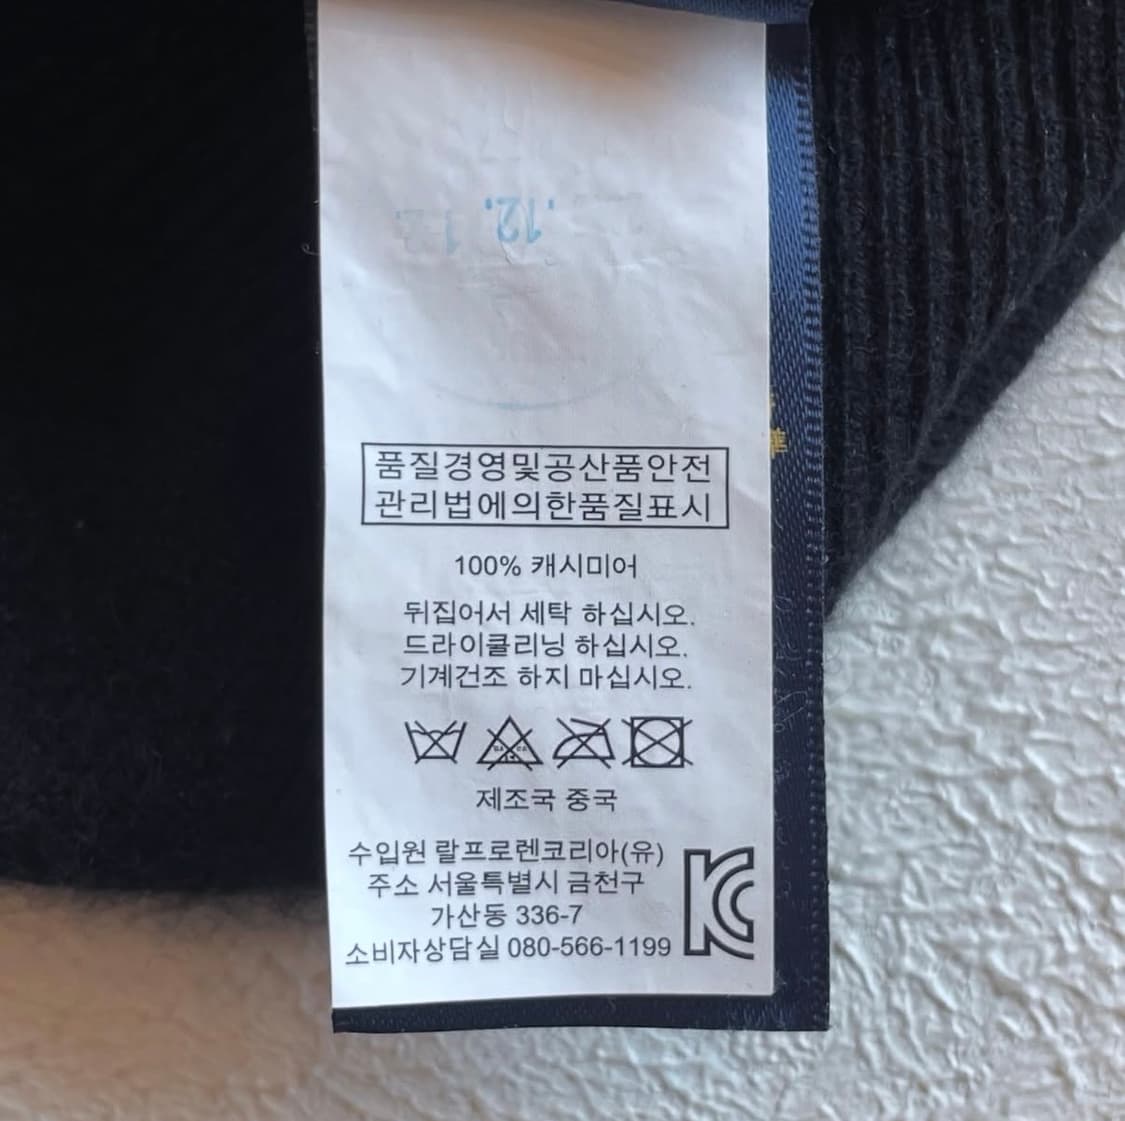 품질경영및공산품안전
관리법에의한품질표시
100% 캐시미어
뒤집어서 세탁 하십시오.
드라이클리닝 하십시오.
기계건조 하지 마십시오.
제조국 중국
수입원 랄프로렌코리아(유)
주소 서울특별시 금천구
가산동 336-7
소비자상담실 080-566-1199
KC